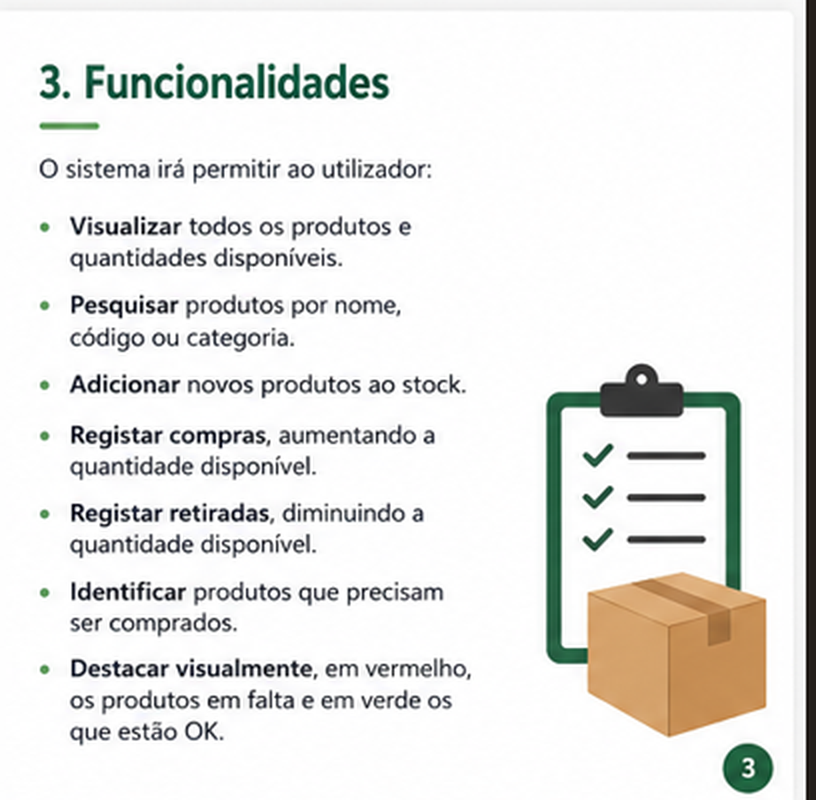 3. Funcionalidades
O sistema irá permitir ao utilizador:
• Visualizar todos os produtos e
quantidades disponíveis.
• Pesquisar produtos por nome,
código ou categoria.
• Adicionar novos produtos ao stock.
• Registar compras, aumentando a
quantidade disponível.
• Registar retiradas, diminuindo a
quantidade disponível.
• Identificar produtos que precisam
ser comprados.
• Destacar visualmente, em vermelho,
os produtos em falta e em verde os
que estão OK.
3